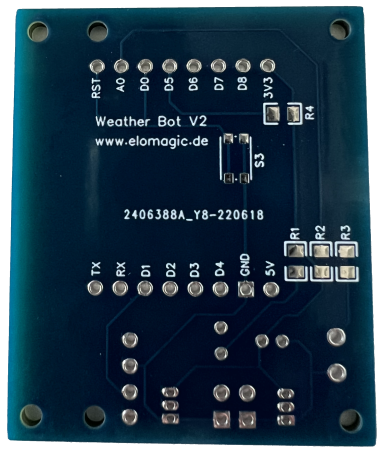 RST A0 D0 D5 D6 D7 D8 3V3
R4
Weather Bot V2
www.elomagic.de
S3
2406388A_Y8-220618
R1 R2 R3
TX RX D1 D2 D3 D4 GND 5V